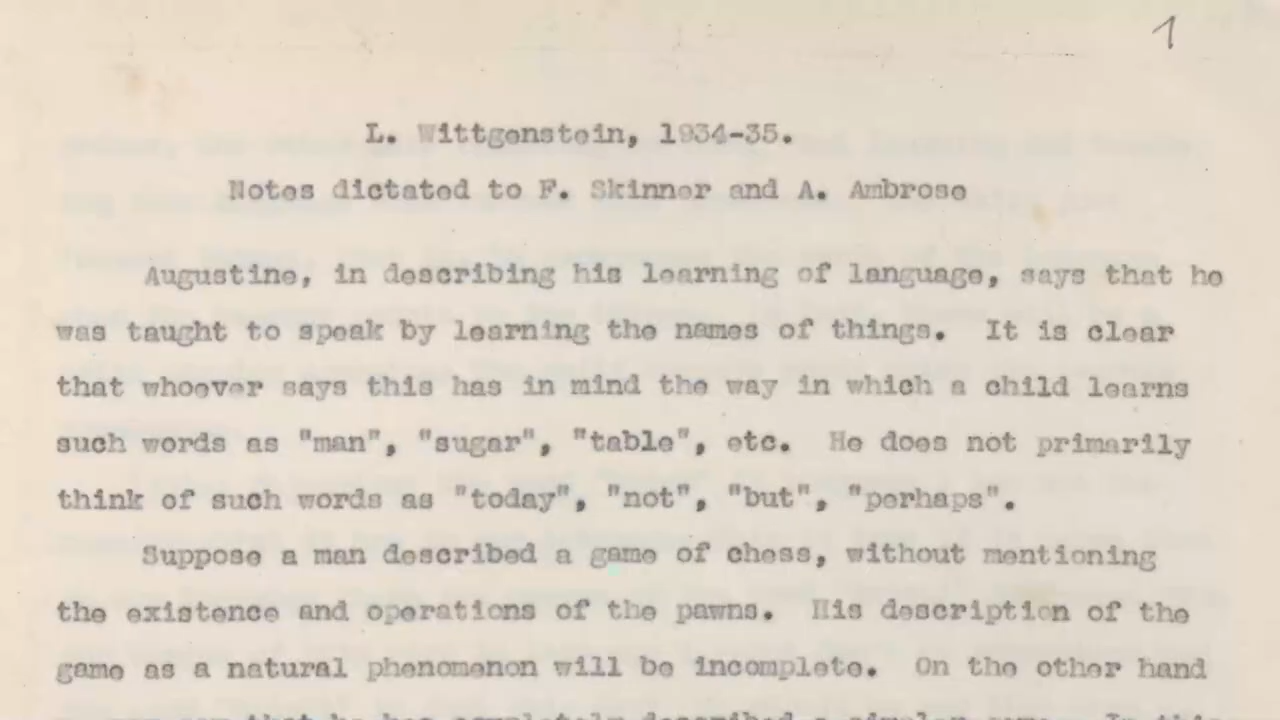 1
L. Wittgenstein, 1934-35.
Notes dictated to F. Skinner and A. Ambrose
Augustine, in describing his learning of language, says that he
was taught to speak by learning the names of things. It is clear
that whoever says this has in mind the way in which a child learns
such words as "man", "sugar", "table", etc. He does not primarily
think of such words as "today", "not", "but", "perhaps".
Suppose a man described a game of chess, without mentioning
the existence and operations of the pawns. His description of the
game as a natural phenomenon will be incomplete. On the other hand